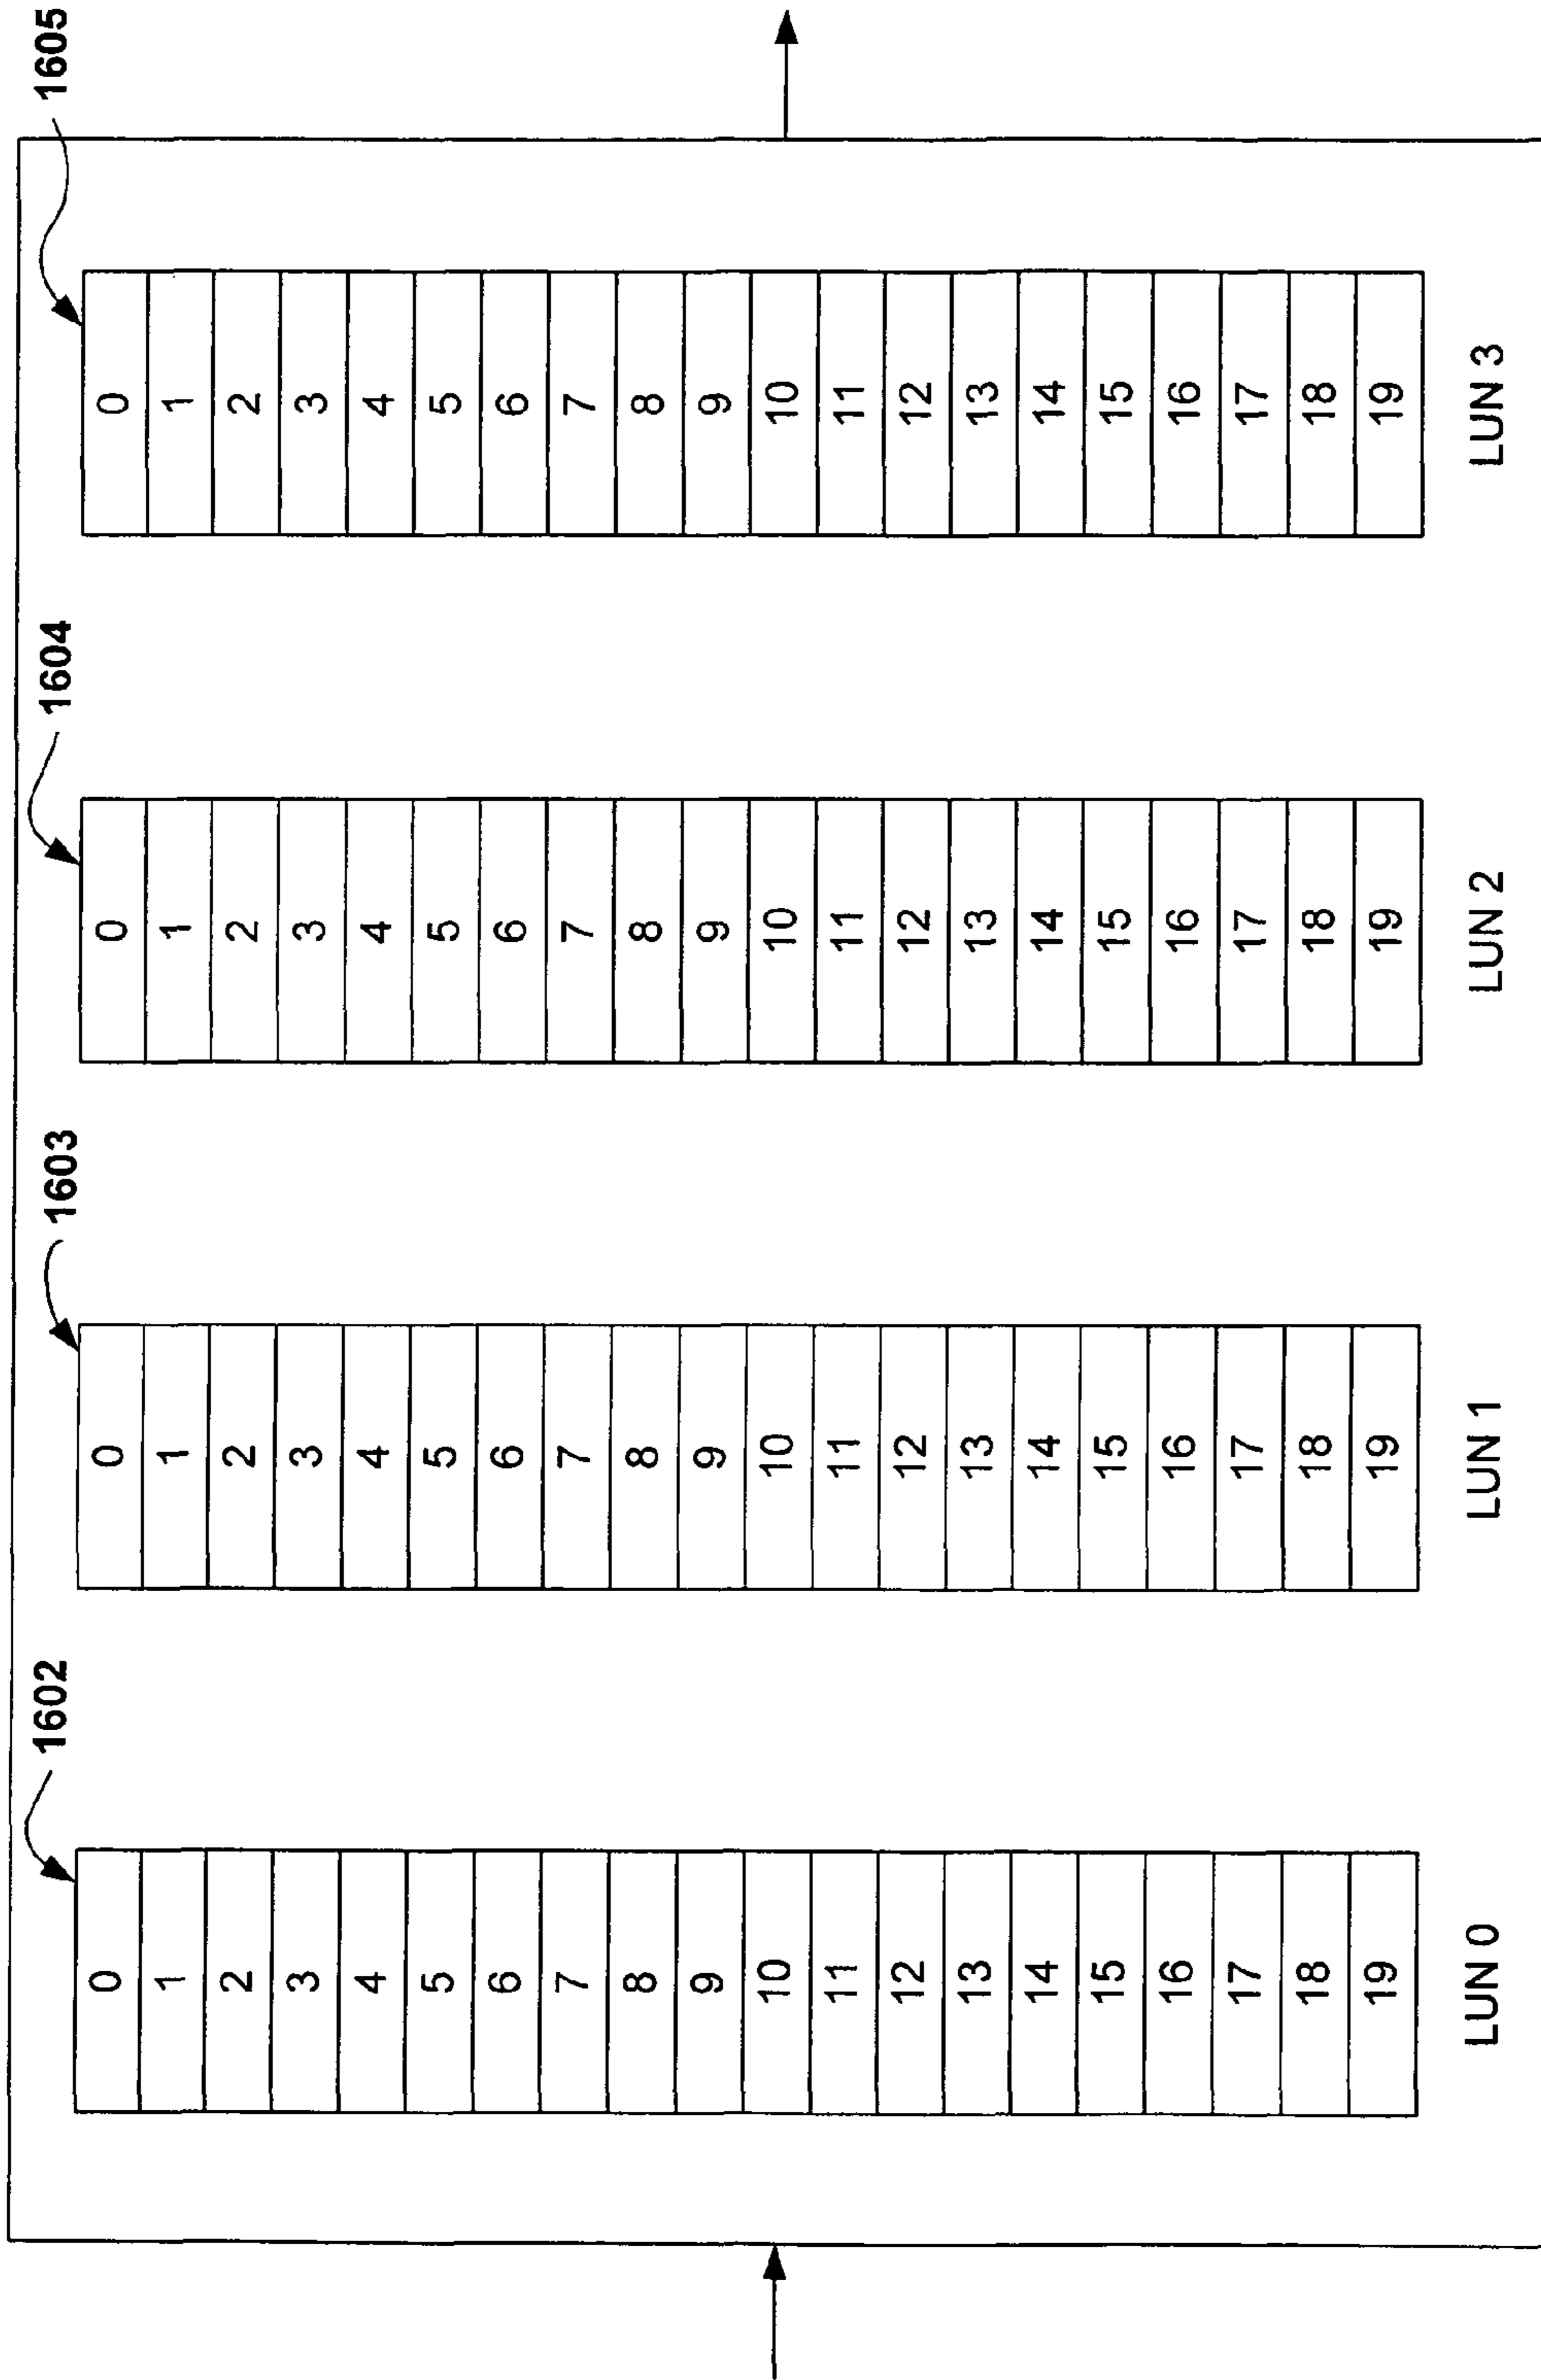 1602 1603 1604 1605
0 0 0 0
1 1 1 1
2 2 2 2
3 3 3 3
4 4 4 4
5 5 5 5
6 6 6 6
7 7 7 7
8 8 8 8
9 9 9 9
10 10 10 10
11 11 11 11
12 12 12 12
13 13 13 13
14 14 14 14
15 15 15 15
16 16 16 16
17 17 17 17
18 18 18 18
19 19 19 19
LUN 0 LUN 1 LUN 2 LUN 3